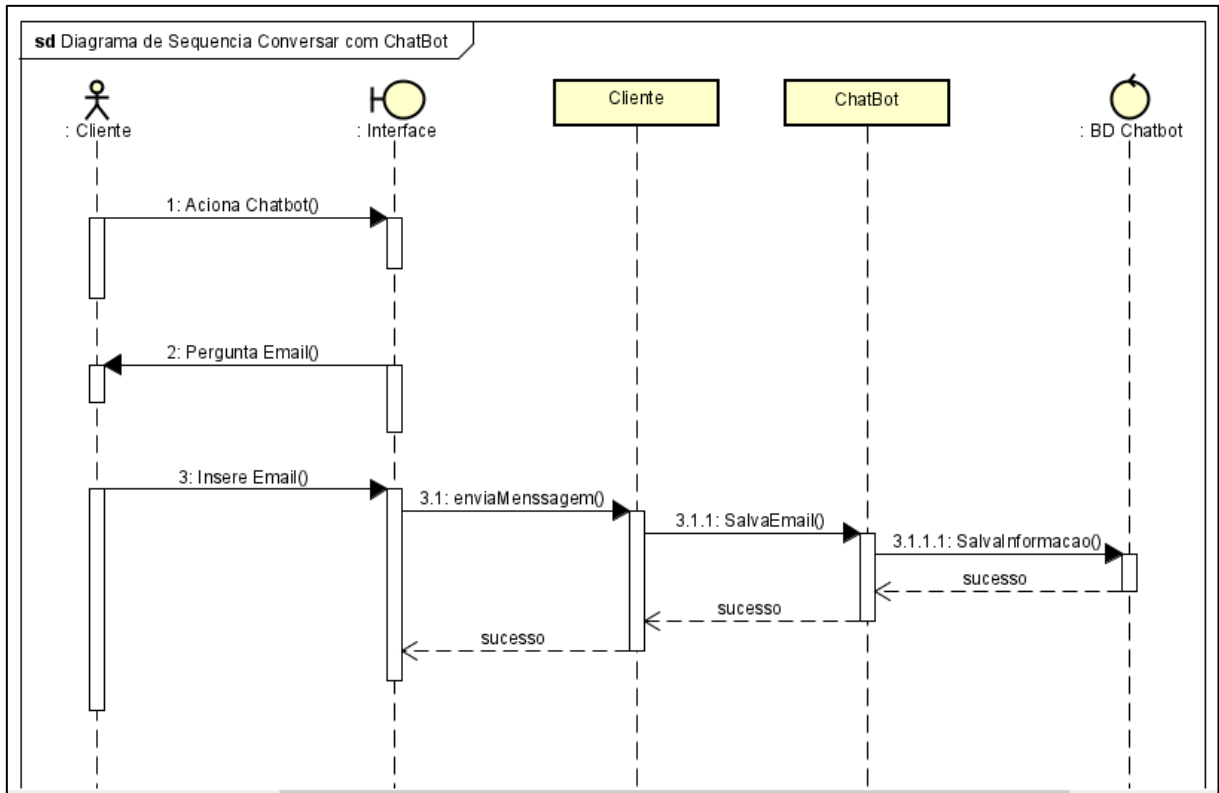 sd Diagrama de Sequencia Conversar com ChatBot
: Cliente
: Interface
Cliente
ChatBot
: BD Chatbot
1: Aciona Chatbot()
2: Pergunta Email()
3: Insere Email()
3.1: enviaMenssagem()
3.1.1: SalvaEmail()
3.1.1.1: SalvaInformacao()
sucesso
sucesso
sucesso